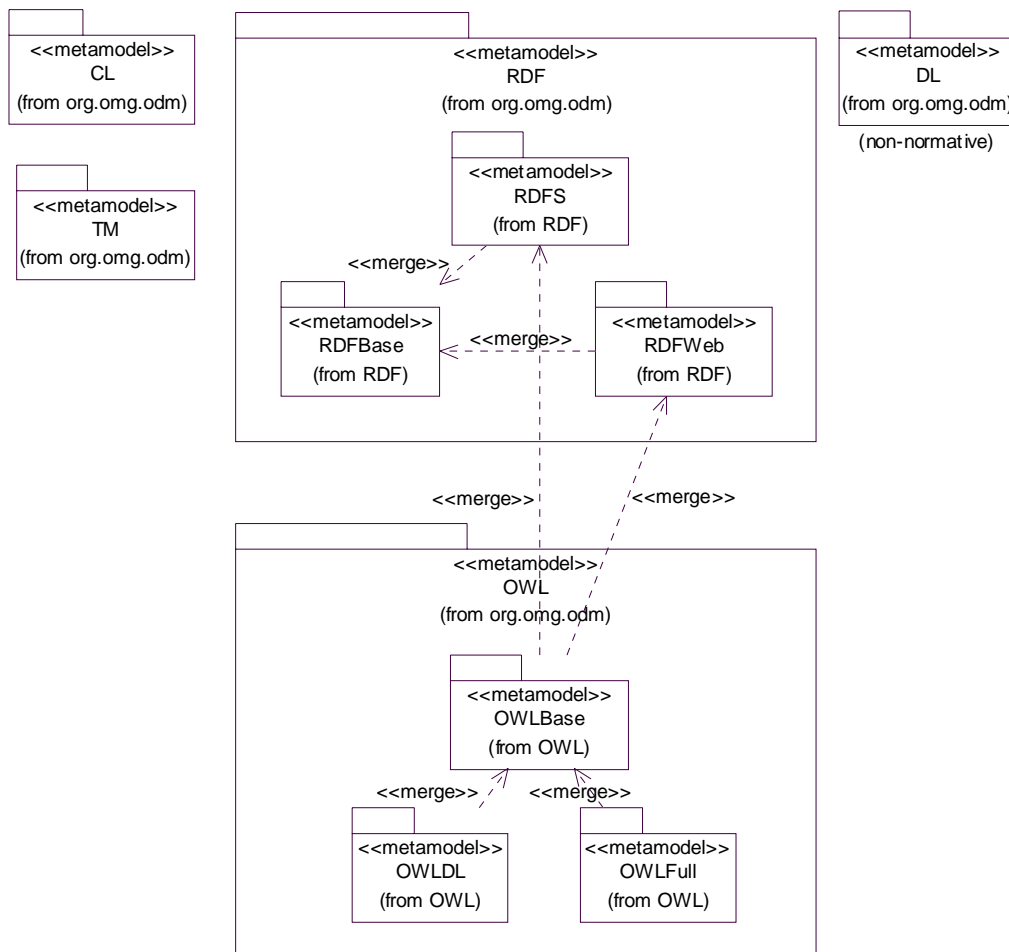 <<metamodel>>
CL
(from org.omg.odm)
<<metamodel>>
TM
(from org.omg.odm)
<<metamodel>>
RDF
(from org.omg.odm)
<<metamodel>>
RDFS
(from RDF)
<<merge>>
<<metamodel>>
RDFBase
(from RDF)
<<merge>>
<<metamodel>>
RDFWeb
(from RDF)
<<metamodel>>
DL
(from org.omg.odm)
(non-normative)
<<merge>>
<<merge>>
<<metamodel>>
OWL
(from org.omg.odm)
<<metamodel>>
OWLBase
(from OWL)
<<merge>>
<<merge>>
<<metamodel>>
OWLDL
(from OWL)
<<metamodel>>
OWLFull
(from OWL)